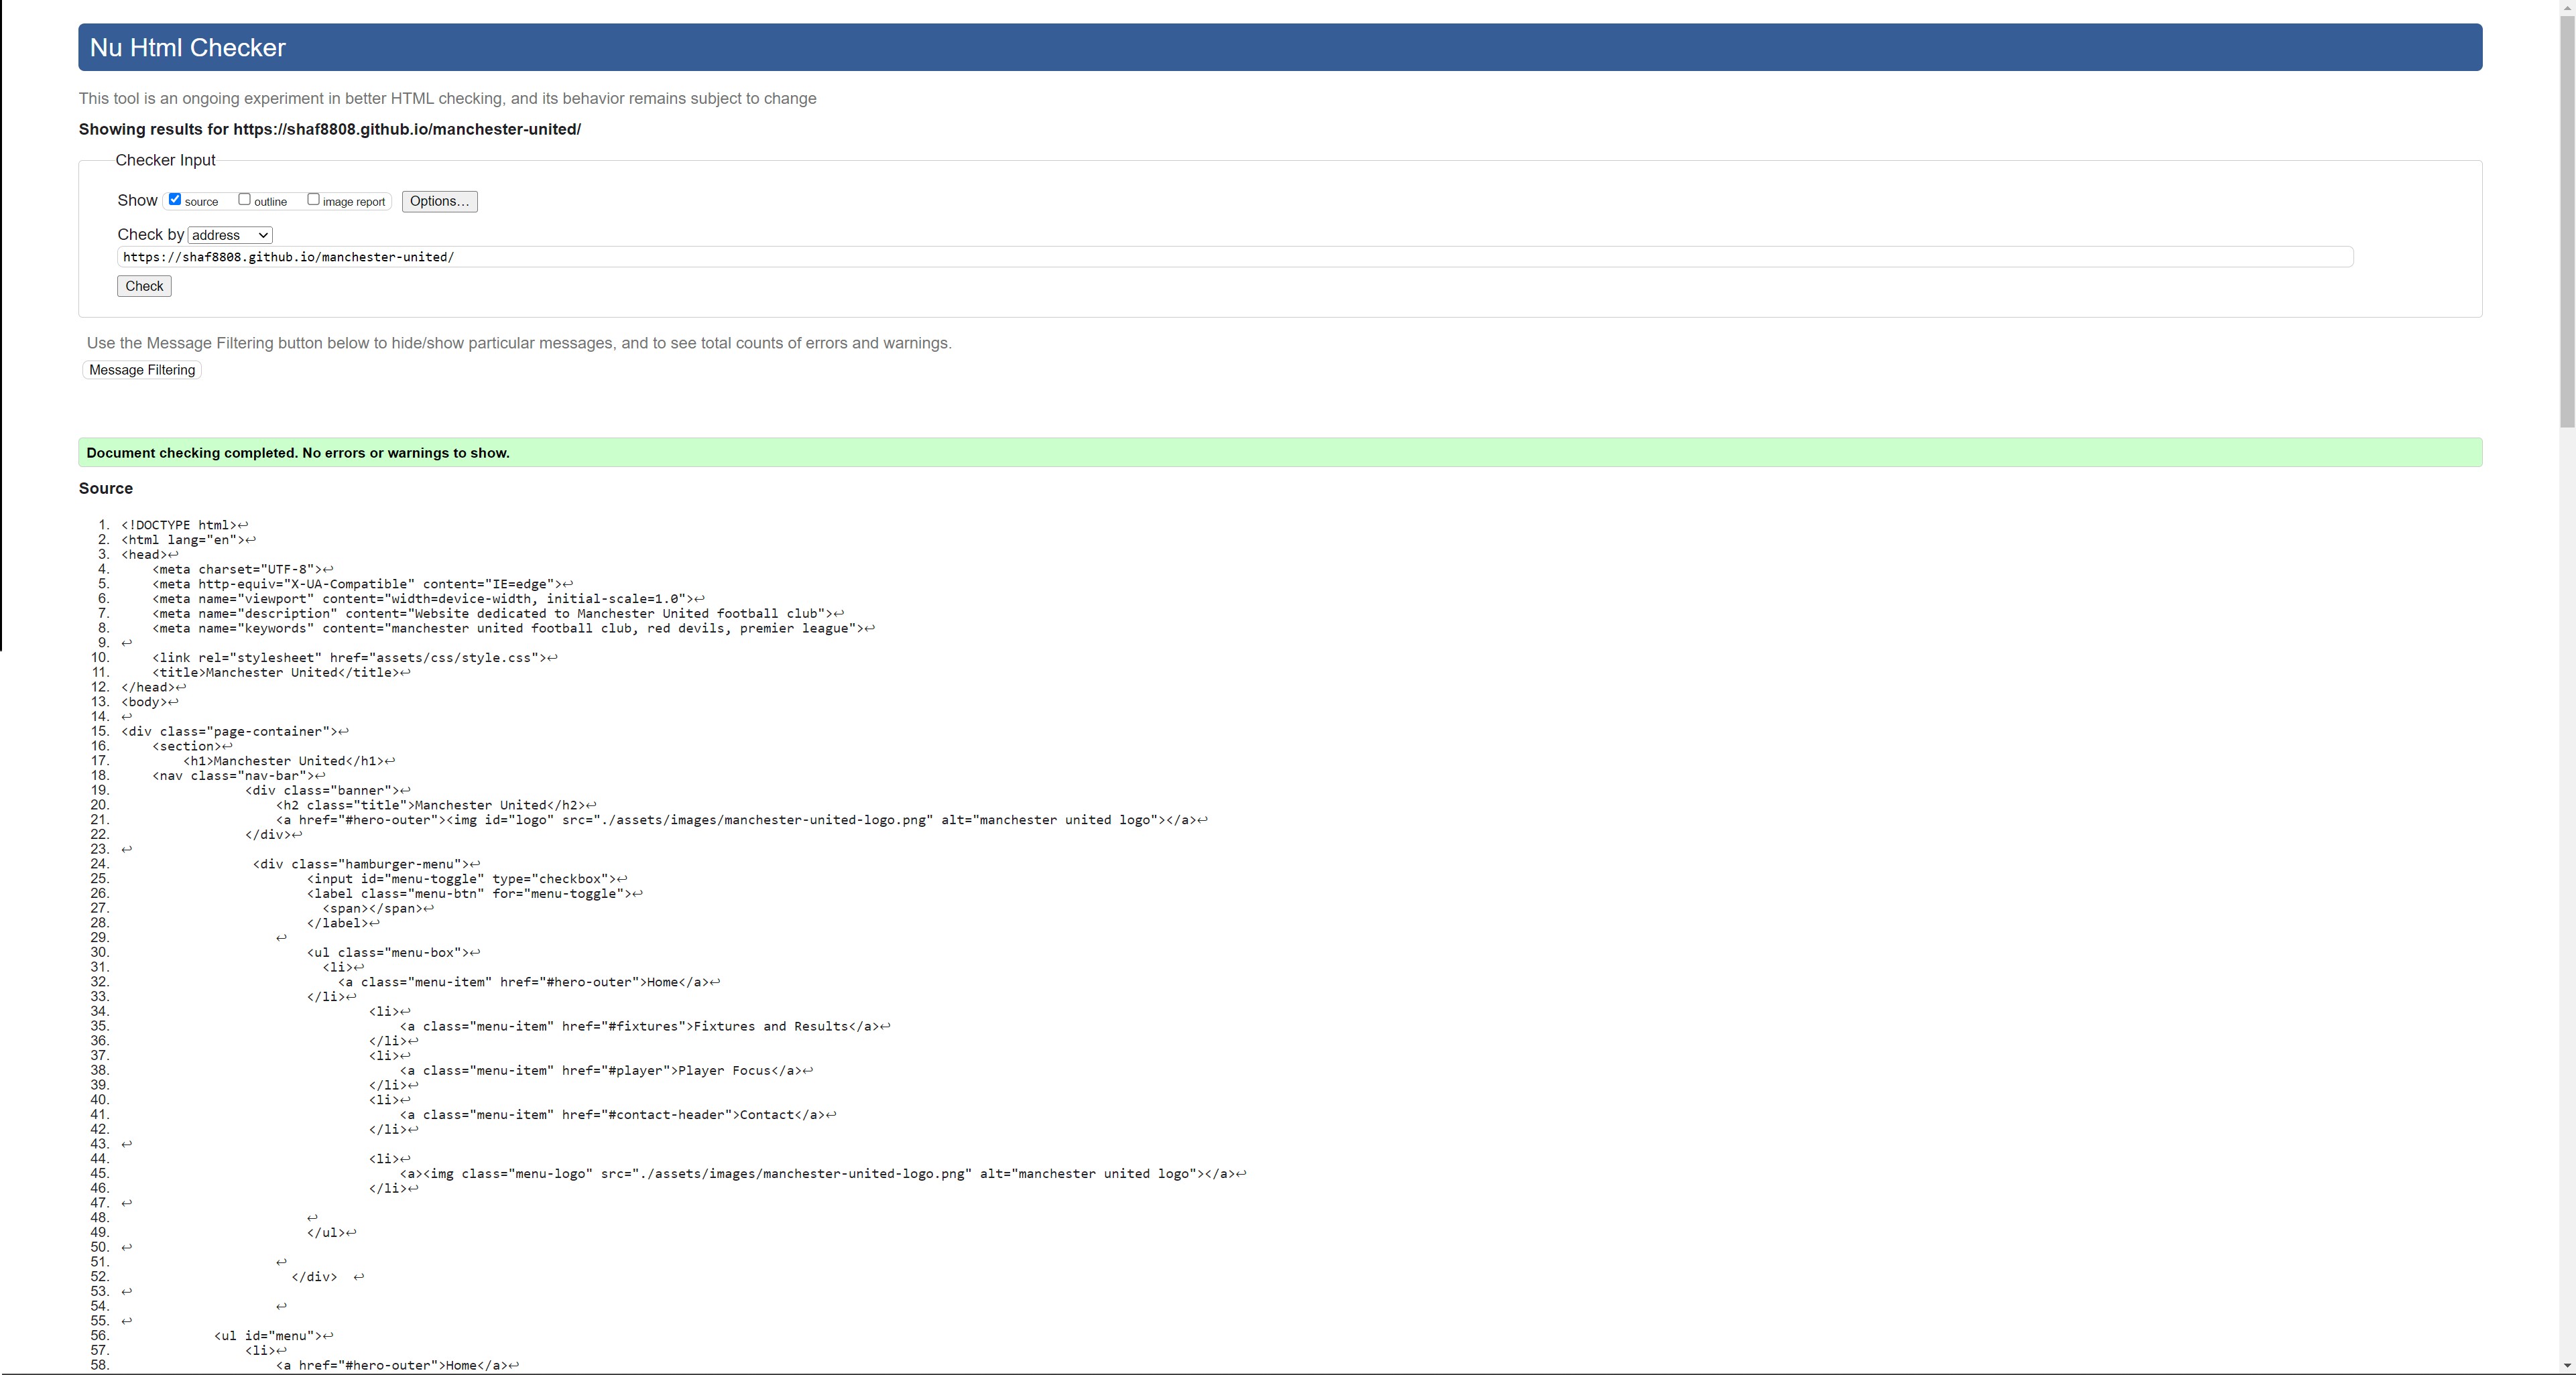 Nu Html Checker
This tool is an ongoing experiment in better HTML checking, and its behavior remains subject to change
Showing results for https://shaf8808.github.io/manchester-united/
Checker Input
Show source outline image report Options...
Check by address
https://shaf8808.github.io/manchester-united/
Check
Use the Message Filtering button below to hide/show particular messages, and to see total counts of errors and warnings.
Message Filtering
Document checking completed. No errors or warnings to show.
Source
1. <!DOCTYPE html>↩
2. <html lang="en">↩
3. <head>↩
4. <meta charset="UTF-8">↩
5. <meta http-equiv="X-UA-Compatible" content="IE=edge">↩
6. <meta name="viewport" content="width=device-width, initial-scale=1.0">↩
7. <meta name="description" content="Website dedicated to Manchester United football club">↩
8. <meta name="keywords" content="manchester united football club, red devils, premier league">↩
9. ↩
10. <link rel="stylesheet" href="assets/css/style.css">↩
11. <title>Manchester United</title>↩
12. </head>↩
13. <body>↩
14. ↩
15. <div class="page-container">↩
16. <section>↩
17. <h1>Manchester United</h1>↩
18. <nav class="nav-bar">↩
19. <div class="banner">↩
20. <h2 class="title">Manchester United</h2>↩
21. <a href="#hero-outer"><img id="logo" src="./assets/images/manchester-united-logo.png" alt="manchester united logo"></a>↩
22. </div>↩
23. ↩
24. <div class="hamburger-menu">↩
25. <input id="menu-toggle" type="checkbox">↩
26. <label class="menu-btn" for="menu-toggle">↩
27. <span></span>↩
28. </label>↩
29. ↩
30. <ul class="menu-box">↩
31. <li>↩
32. <a class="menu-item" href="#hero-outer">Home</a>↩
33. </li>↩
34. <li>↩
35. <a class="menu-item" href="#fixtures">Fixtures and Results</a>↩
36. </li>↩
37. <li>↩
38. <a class="menu-item" href="#player">Player Focus</a>↩
39. </li>↩
40. <li>↩
41. <a class="menu-item" href="#contact-header">Contact</a>↩
42. </li>↩
43. ↩
44. <li>↩
45. <a><img class="menu-logo" src="./assets/images/manchester-united-logo.png" alt="manchester united logo"></a>↩
46. </li>↩
47. ↩
48. ↩
49. </ul>↩
50. ↩
51. ↩
52. </div> ↩
53. ↩
54. ↩
55. ↩
56. <ul id="menu">↩
57. <li>↩
58. <a href="#hero-outer">Home</a>↩